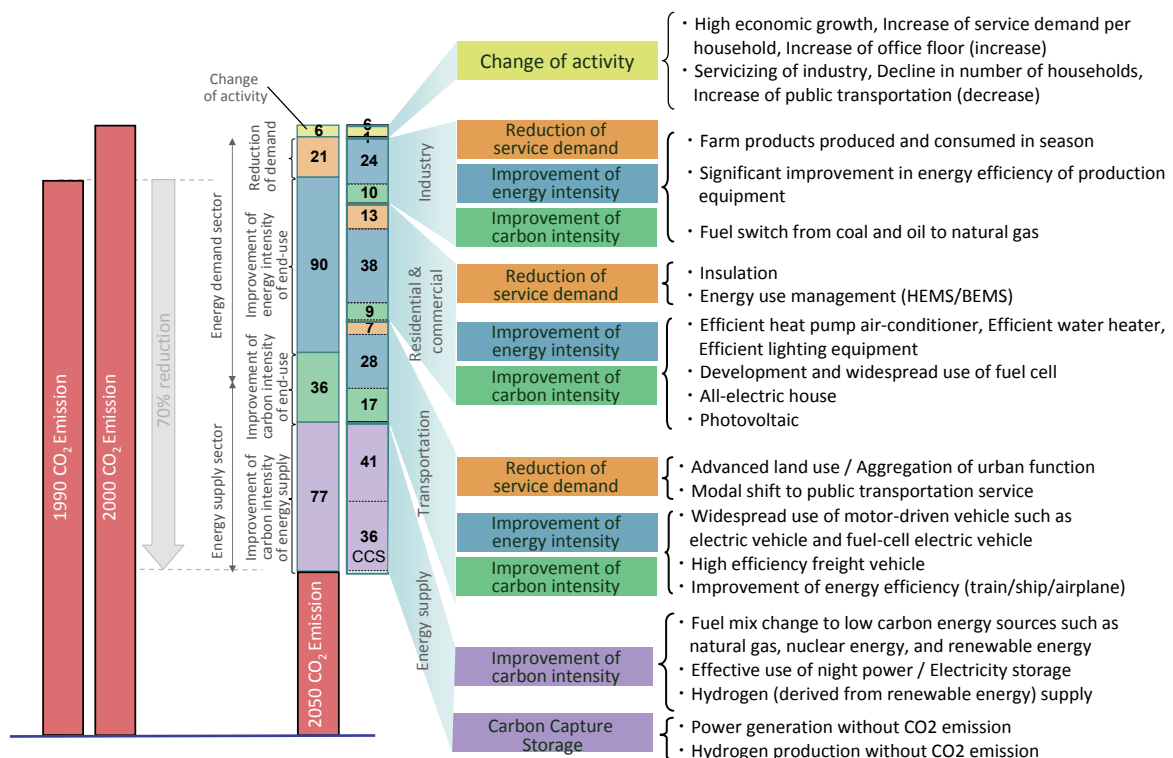 1990 CO2 Emission
2000 CO2 Emission
70% reduction
Energy demand sector
Energy supply sector
Change
of activity
Reduction
of demand
Improvement of
energy intensity
of end-use
Improvement of
carbon intensity
of end-use
Improvement of
carbon intensity
of energy supply
6
21
90
36
77
2050 CO2 Emission
6
1
24
10
13
38
9
7
28
17
41
36
CCS
Industry
Residential &
commercial
Transportation
Energy supply
Change of activity
・High economic growth, Increase of service demand per
household, Increase of office floor (increase)
・Servicizing of industry, Decline in number of households,
Increase of public transportation (decrease)
Reduction of
service demand
Improvement of
energy intensity
Improvement of
carbon intensity
・Farm products produced and consumed in season
・Significant improvement in energy efficiency of production
equipment
・Fuel switch from coal and oil to natural gas
Reduction of
service demand
・Insulation
・Energy use management (HEMS/BEMS)
Improvement of
energy intensity
Improvement of
carbon intensity
・Efficient heat pump air-conditioner, Efficient water heater,
Efficient lighting equipment
・Development and widespread use of fuel cell
・All-electric house
・Photovoltaic
Reduction of
service demand
・Advanced land use / Aggregation of urban function
・Modal shift to public transportation service
Improvement of
energy intensity
Improvement of
carbon intensity
・Widespread use of motor-driven vehicle such as
electric vehicle and fuel-cell electric vehicle
・High efficiency freight vehicle
・Improvement of energy efficiency (train/ship/airplane)
Improvement of
carbon intensity
・Fuel mix change to low carbon energy sources such as
natural gas, nuclear energy, and renewable energy
・Effective use of night power / Electricity storage
・Hydrogen (derived from renewable energy) supply
Carbon Capture
Storage
・Power generation without CO2 emission
・Hydrogen production without CO2 emission